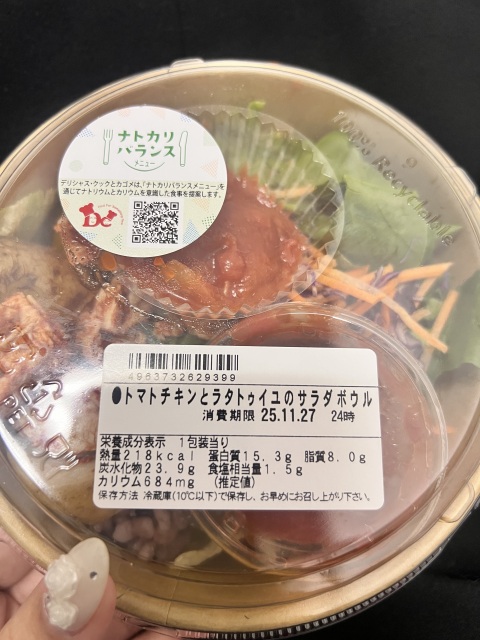 ナトカリ
バランス
メニュー
デリシャス・クックとカゴメは、「ナトカリバランスメニュー」を
通じてナトリウムとカリウムを意識した食事を提案します。
DC
100% Recyclable
4963732629399
●トマトチキンとラタトゥイユのサラダボウル
消費期限 25.11.27 24時
栄養成分表示 1包装当り
熱量218kcal 蛋白質15.3g 脂質8.0g
炭水化物23.9g 食塩相当量1.5g
カリウム684mg (推定値)
保存方法 冷蔵庫(10℃以下)で保存し、お早めにお召し上がり下さい。